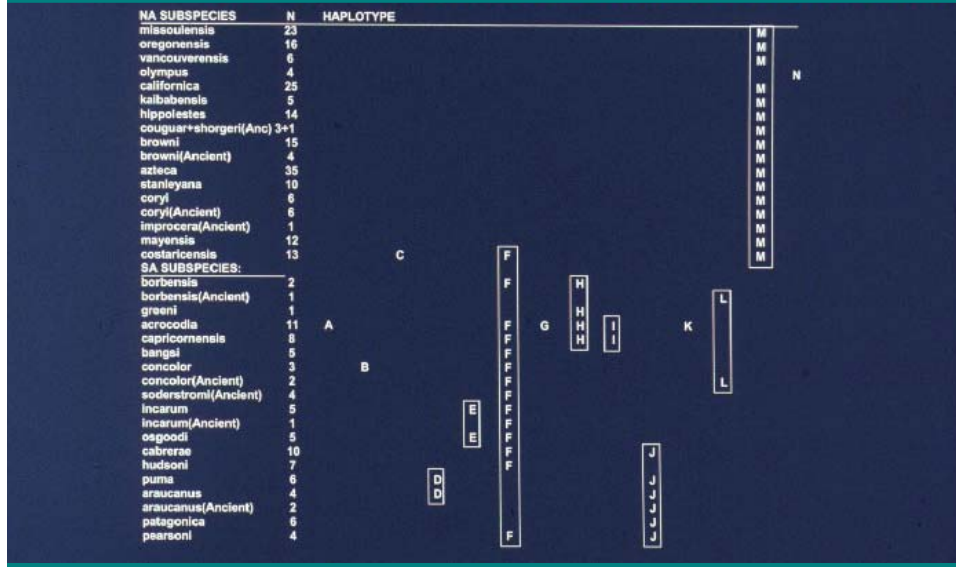 NA SUBSPECIES N HAPLOTYPE
missoulensis 23 M
oregonensis 16 M
vancouverensis 6 M
olympus 4 N
californica 25 M
kaibabensis 5 M
hippolestes 14 M
couguar+shorgeri(Anc) 3+1 M
browni 15 M
browni(Ancient) 4 M
azteca 35 M
stanleyana 10 M
coryi 6 M
coryi(Ancient) 6 M
improcera(Ancient) 1 M
mayensis 12 M
costaricensis 13 C F M
SA SUBSPECIES:
borbensis 2 F H
borbensis(Ancient) 1 L
greeni 1 H
acrocodia 11 A F G H I K
capricornensis 8 F H I
bangsi 5 F
concolor 3 B F
concolor(Ancient) 2 F L
soderstromi(Ancient) 4 F
incarum 5 E F
incarum(Ancient) 1 F
osgoodi 5 E F
cabrerae 10 F J
hudsoni 7 F
puma 6 D J
araucanus 4 D J
araucanus(Ancient) 2 J
patagonica 6 J
pearsoni 4 F J